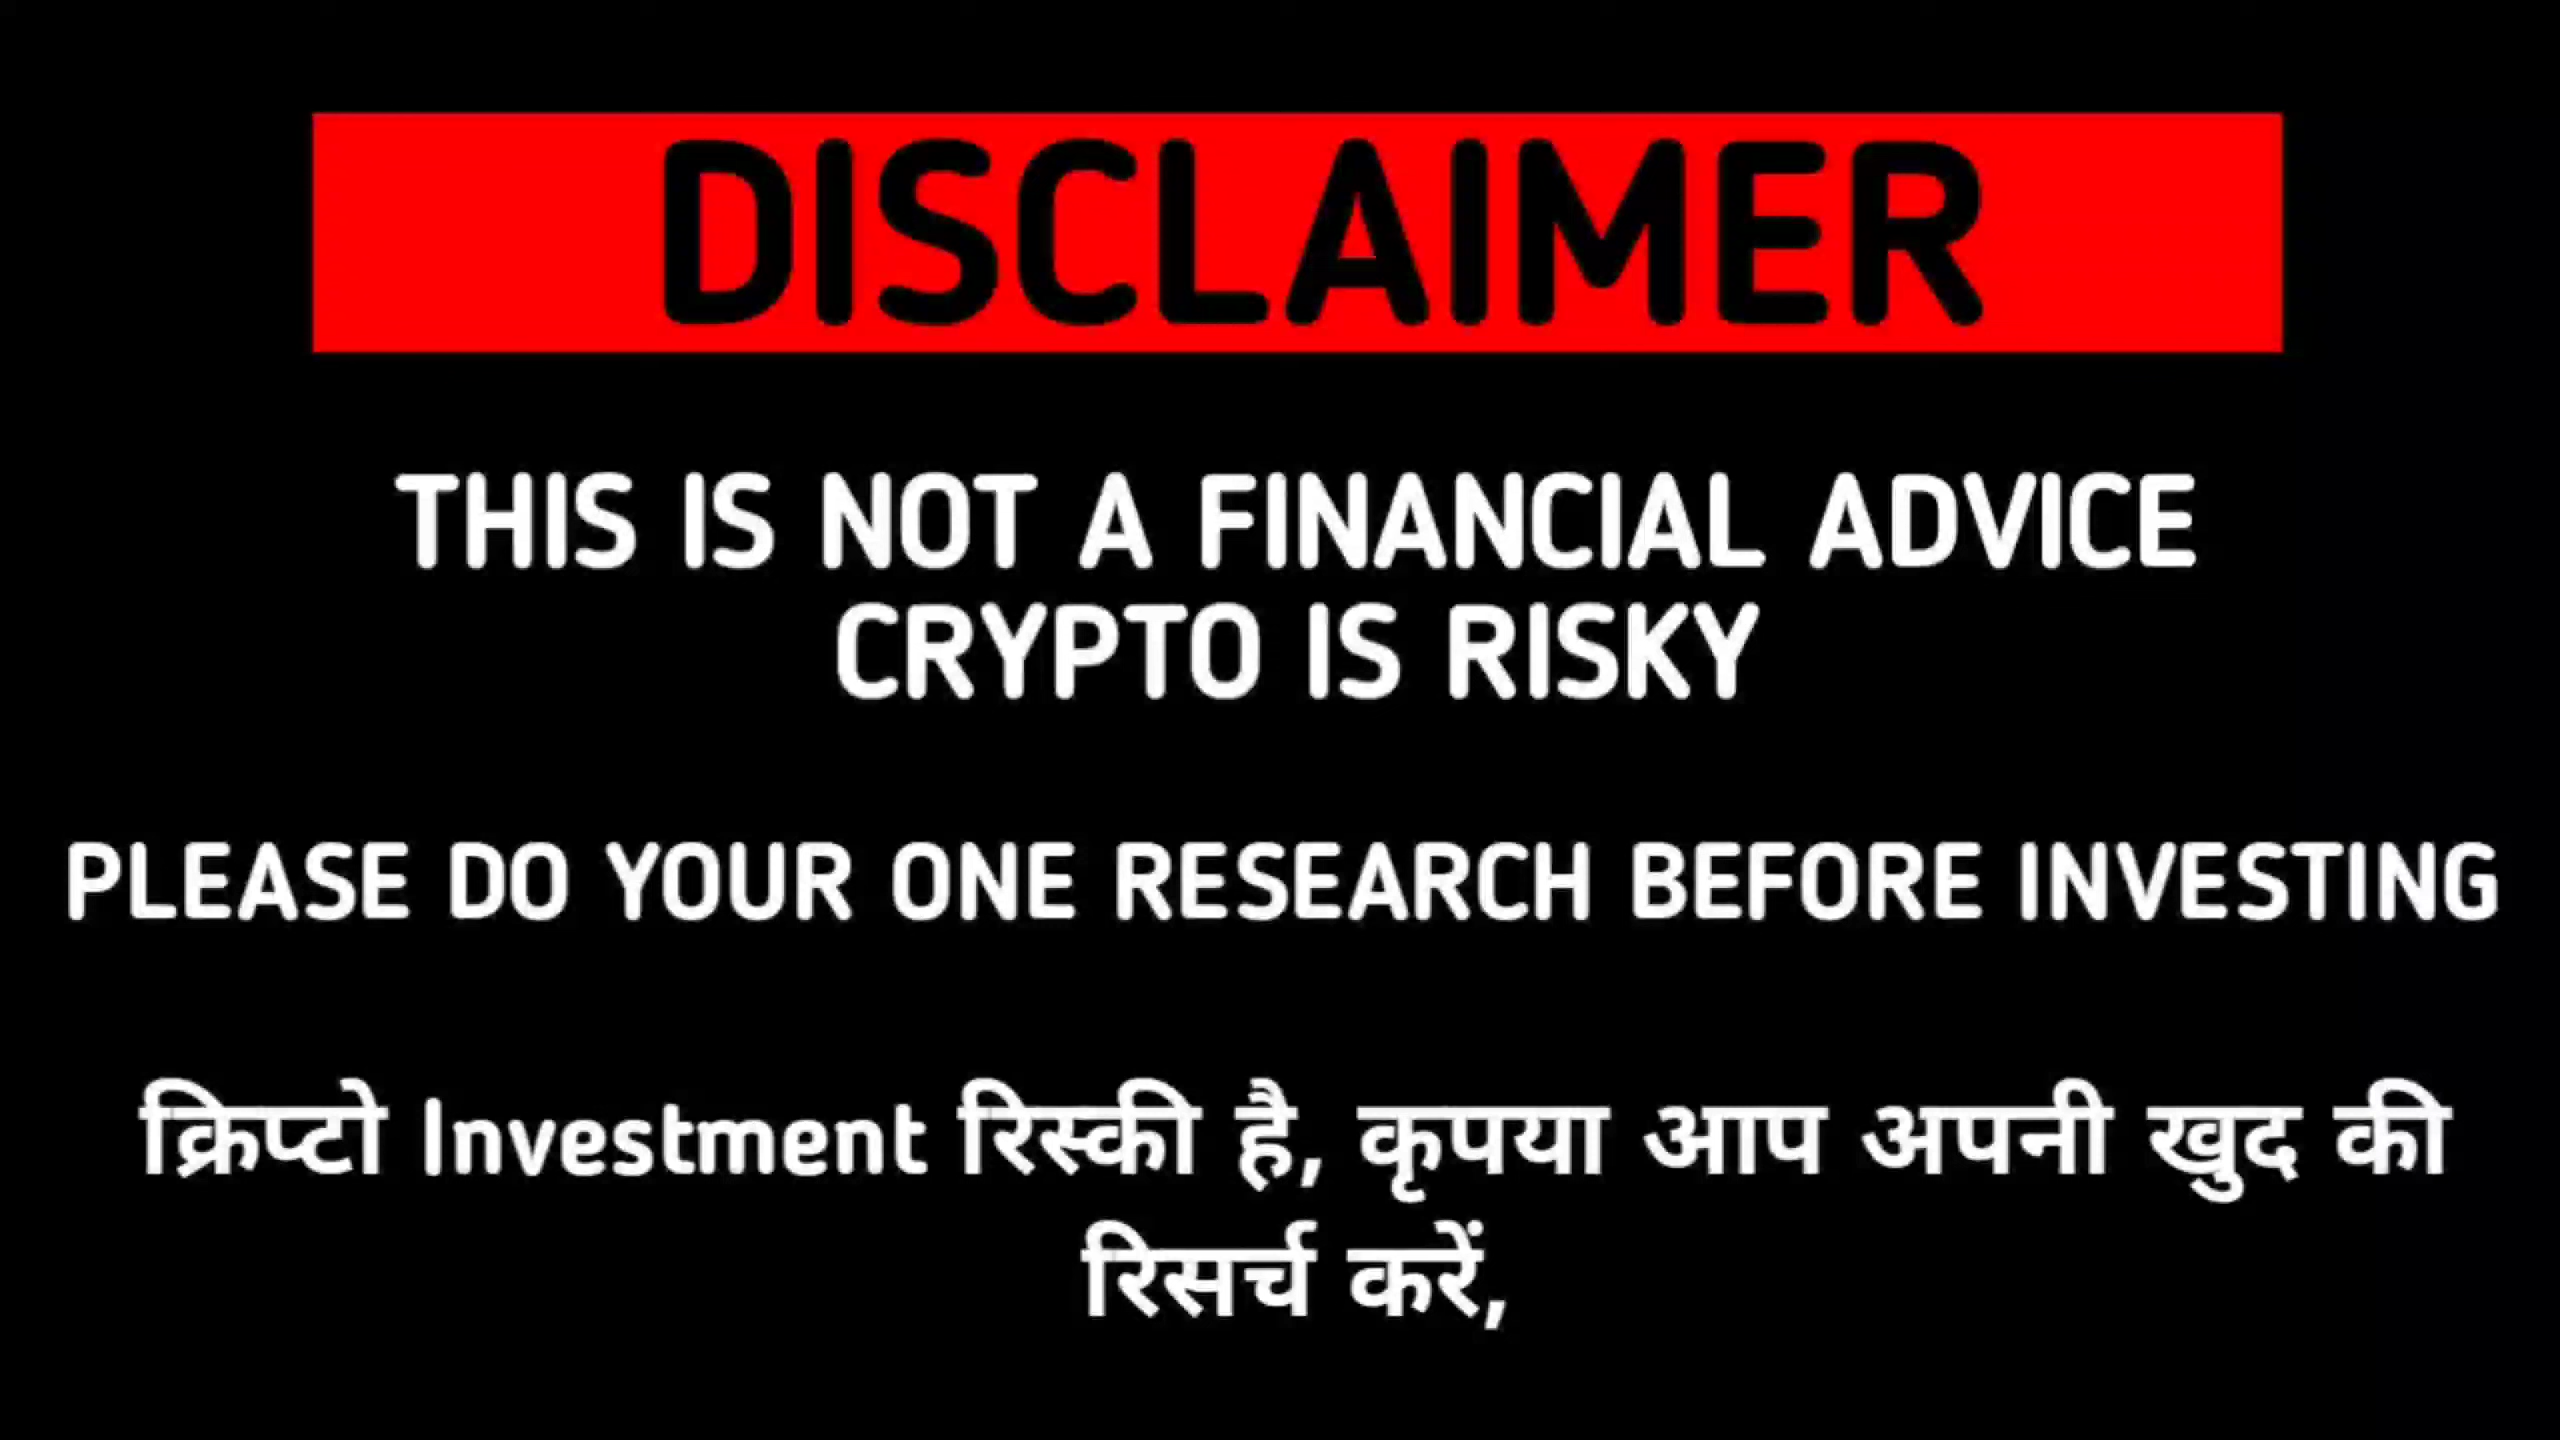 DISCLAIMER
THIS IS NOT A FINANCIAL ADVICE
CRYPTO IS RISKY
PLEASE DO YOUR ONE RESEARCH BEFORE INVESTING
क्रिप्टो Investment रिस्की है, कृपया आप अपनी खुद की
रिसर्च करें,